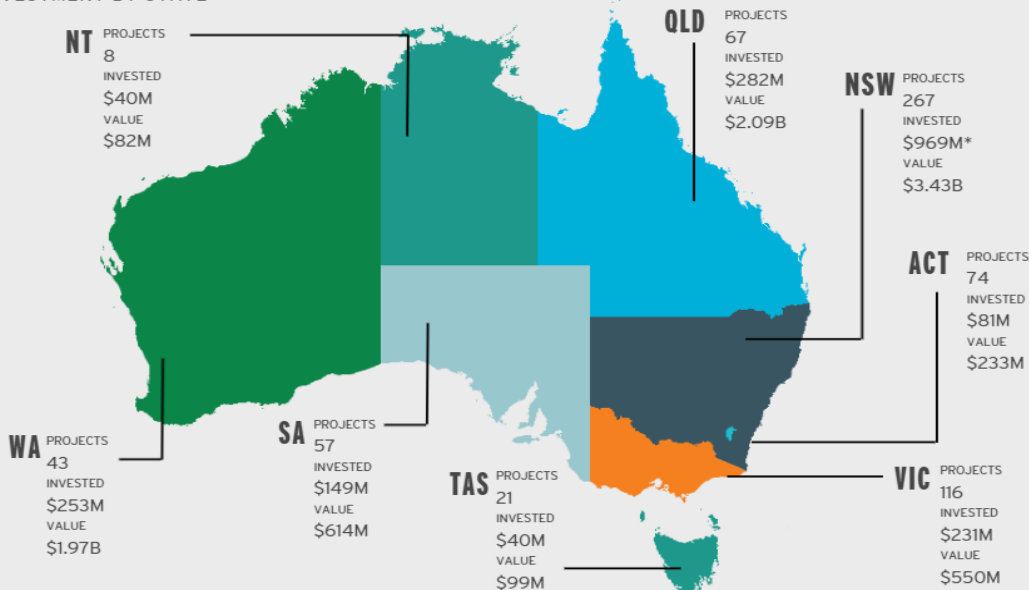 NT
PROJECTS
8
INVESTED
$40M
VALUE
$82M
QLD
PROJECTS
67
INVESTED
$282M
VALUE
$2.09B
NSW
PROJECTS
267
INVESTED
$969M*
VALUE
$3.43B
ACT
PROJECTS
74
INVESTED
$81M
VALUE
$233M
WA
PROJECTS
43
INVESTED
$253M
VALUE
$1.97B
SA
PROJECTS
57
INVESTED
$149M
VALUE
$614M
TAS
PROJECTS
21
INVESTED
$40M
VALUE
$99M
VIC
PROJECTS
116
INVESTED
$231M
VALUE
$550M